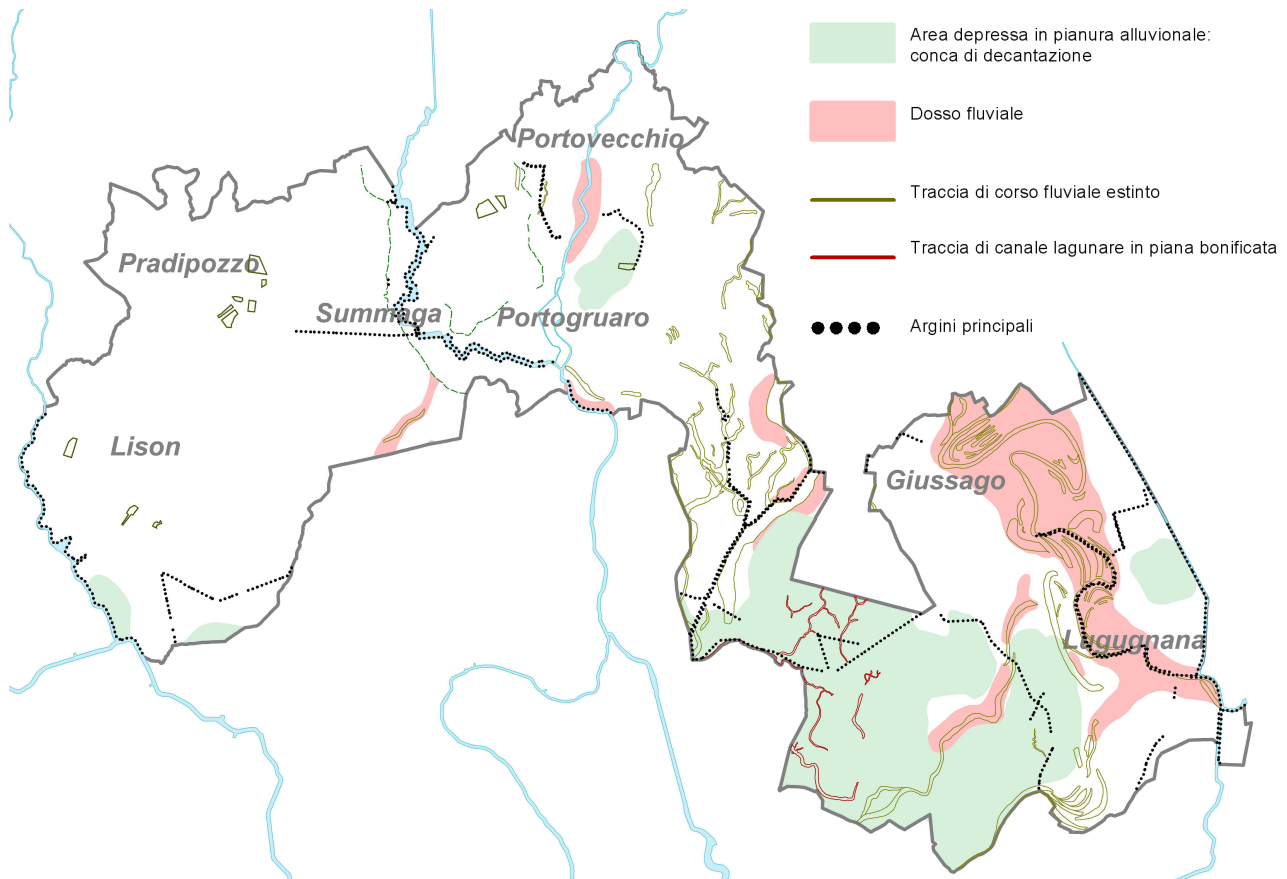 Area depressa in pianura alluvionale:
conca di decantazione
Dosso fluviale
Portovecchio
Traccia di corso fluviale estinto
Traccia di canale lagunare in piana bonificata
Pradipozzo
Summaga
Portogruaro
Argini principali
Lison
Giussago
Lugugnana